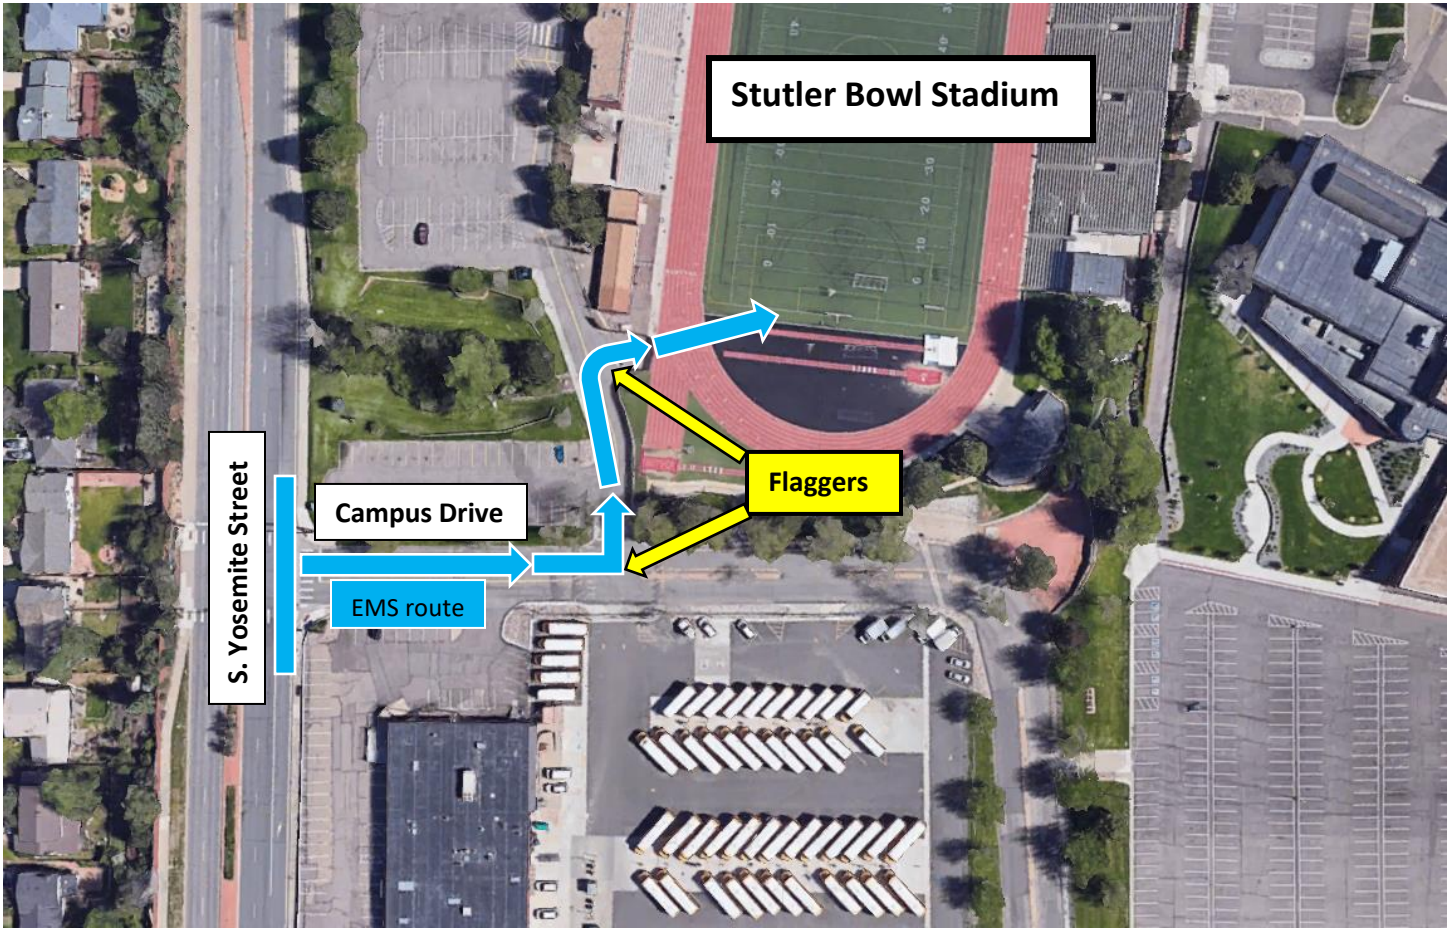 Stutler Bowl Stadium
S. Yosemite Street
Campus Drive
EMS route
Flaggers